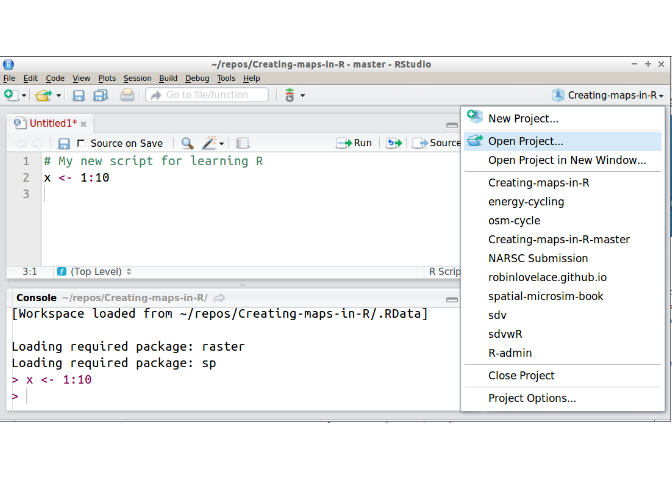 ~/repos/Creating-maps-in-R - master - RStudio
File Edit Code View Plots Session Build Debug Tools Help
Go to file/function
Creating-maps-in-R
Untitled1*
Source on Save
Run
Source
1 # My new script for learning R
2 x <- 1:10
3
3:1 (Top Level) R Scrip
Console ~/repos/Creating-maps-in-R/
[Workspace loaded from ~/repos/Creating-maps-in-R/.RData]
Loading required package: raster
Loading required package: sp
> x <- 1:10
>
New Project...
Open Project...
Open Project in New Window...
Creating-maps-in-R
energy-cycling
osm-cycle
Creating-maps-in-R-master
NARSC Submission
robinlovelace.github.io
spatial-microsim-book
sdv
sdvwR
R-admin
Close Project
Project Options...